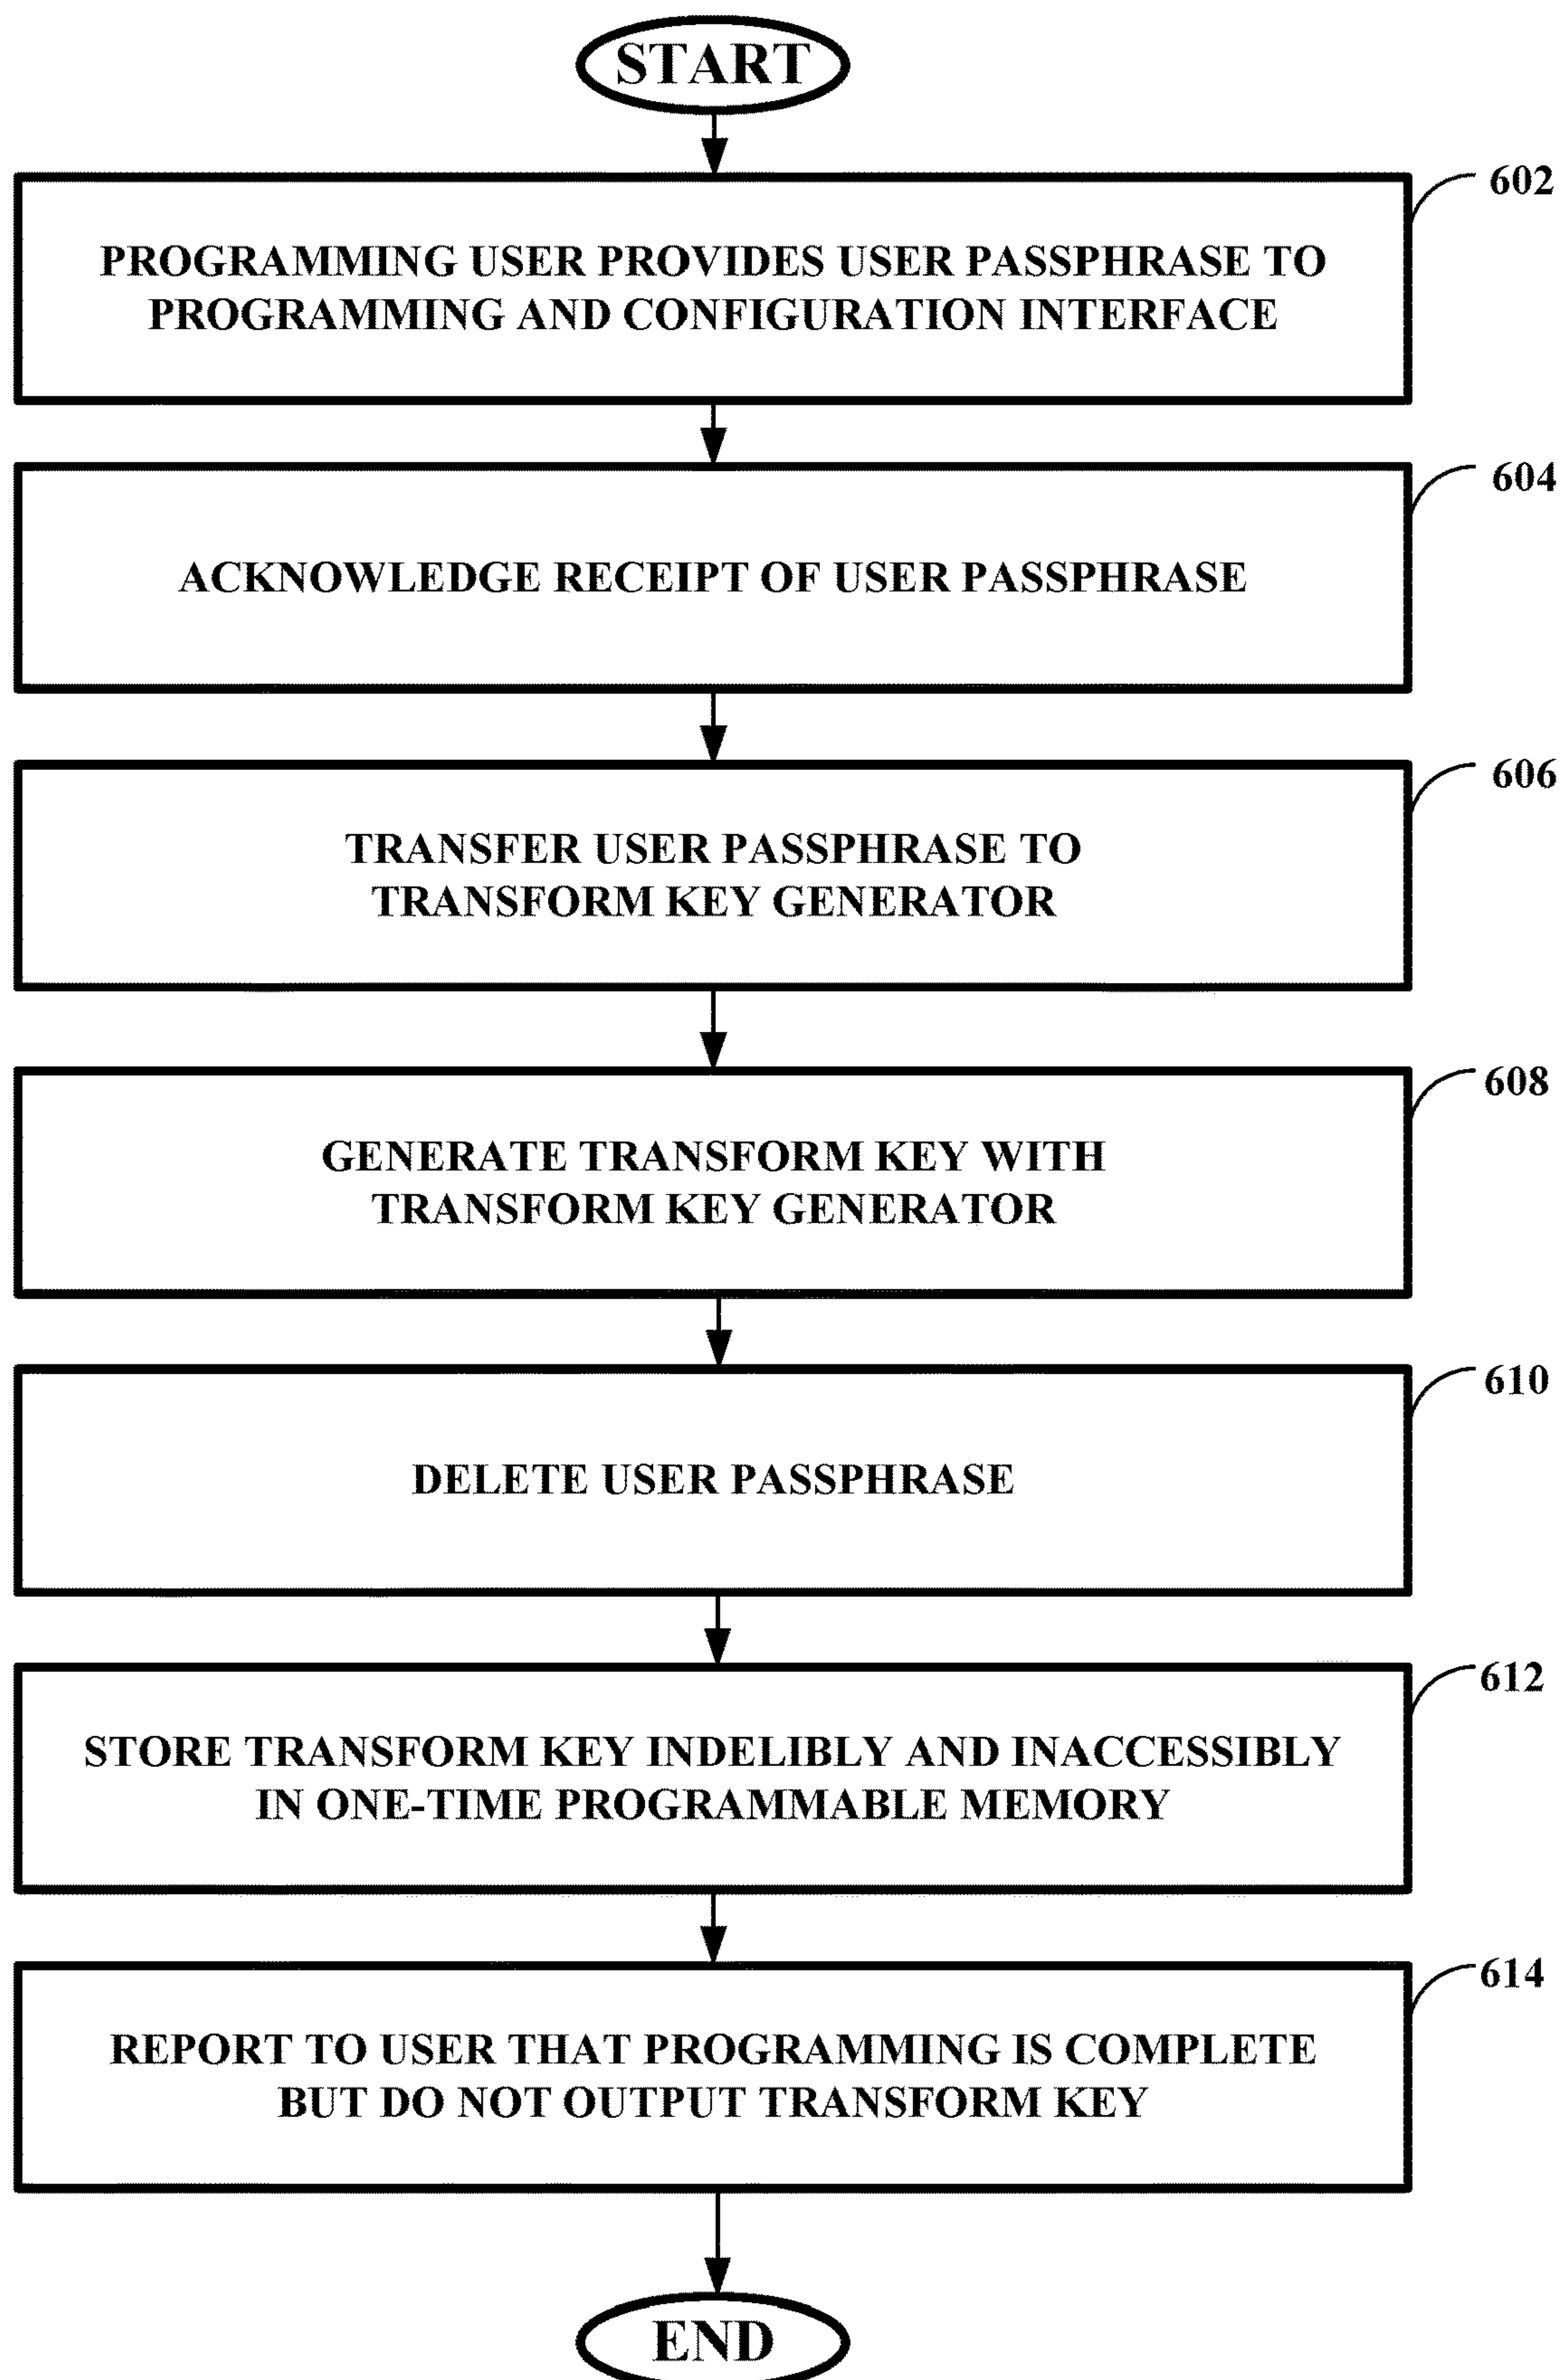 START
602
PROGRAMMING USER PROVIDES USER PASSPHRASE TO
PROGRAMMING AND CONFIGURATION INTERFACE
604
ACKNOWLEDGE RECEIPT OF USER PASSPHRASE
606
TRANSFER USER PASSPHRASE TO
TRANSFORM KEY GENERATOR
608
GENERATE TRANSFORM KEY WITH
TRANSFORM KEY GENERATOR
610
DELETE USER PASSPHRASE
612
STORE TRANSFORM KEY INDELIBLY AND INACCESSIBLY
IN ONE-TIME PROGRAMMABLE MEMORY
614
REPORT TO USER THAT PROGRAMMING IS COMPLETE
BUT DO NOT OUTPUT TRANSFORM KEY
END